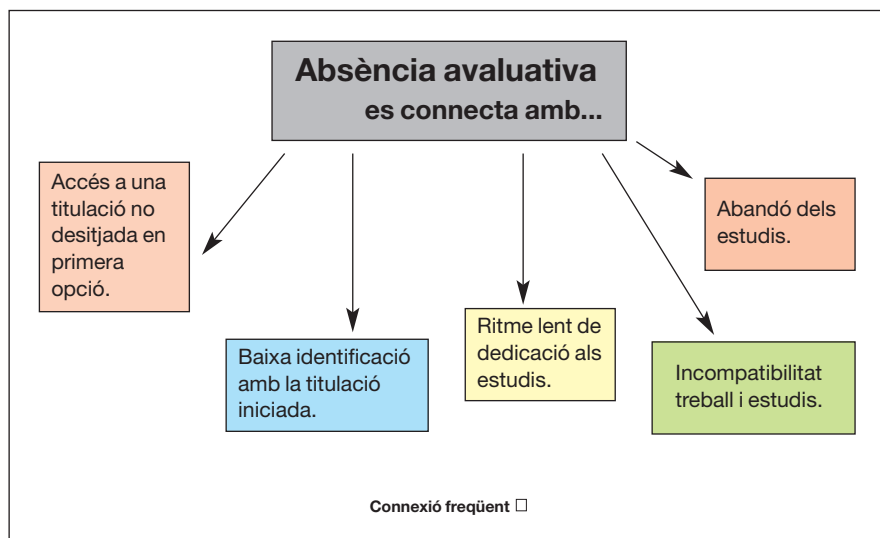 Absència avaluativa
es connecta amb...
Accés a una
titulació no
desitjada en
primera
opció.
Baixa identificació
amb la titulació
iniciada.
Ritme lent de
dedicació als
estudis.
Abandó dels
estudis.
Incompatibilitat
treball i estudis.
Connexió freqüent □